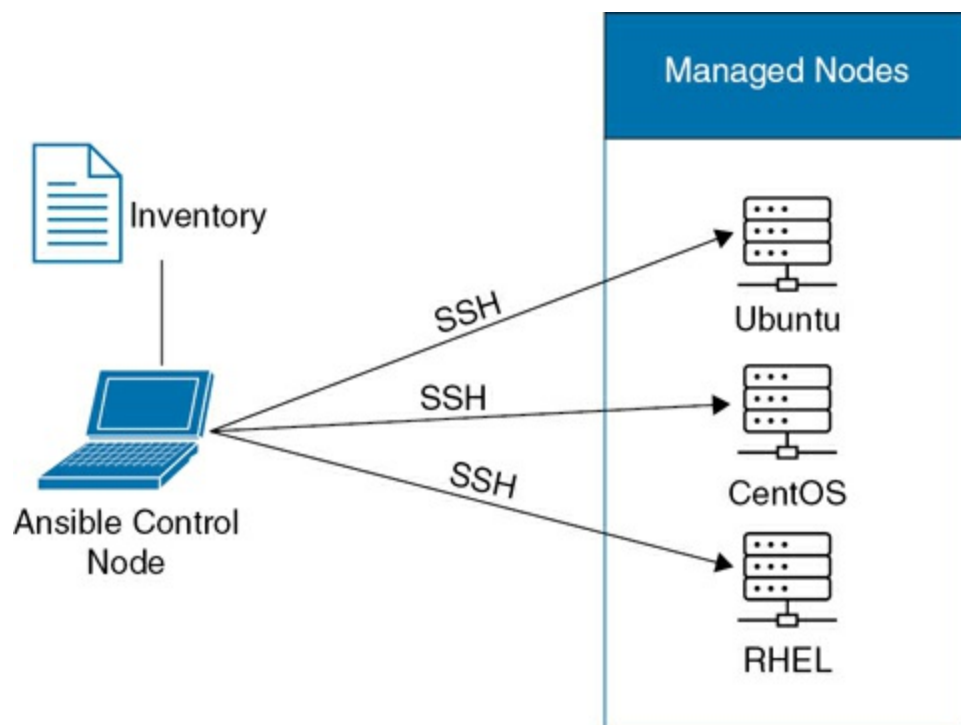 Managed Nodes
Inventory
SSH
Ubuntu
SSH
CentOS
SSH
Ansible Control
Node
RHEL